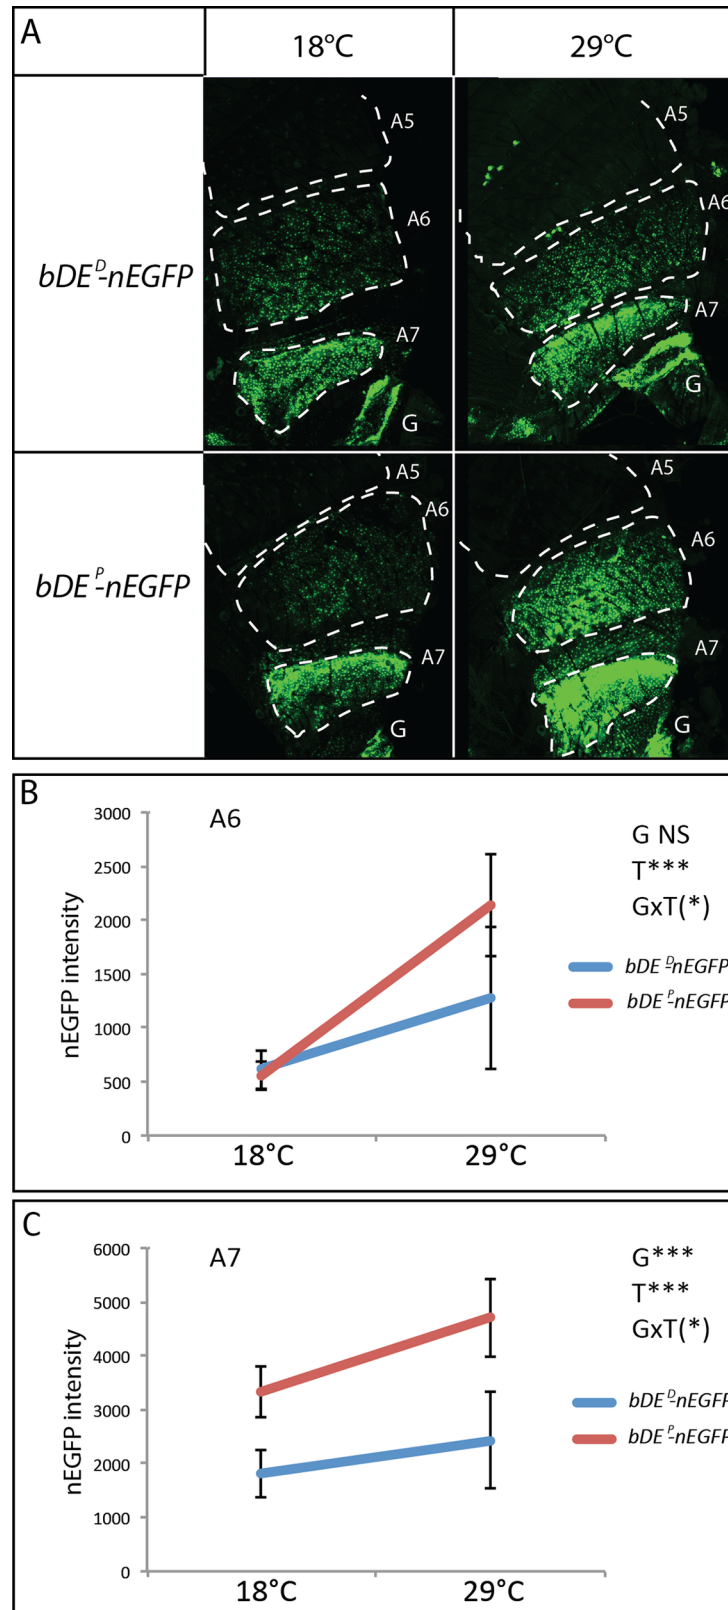 A
18°C
29°C
bDE^D-nEGFP
A5
A6
A7
G
A5
A6
A7
G
bDE^P-nEGFP
A5
A6
A7
G
A5
A6
A7
G
B
A6
3000
2500
2000
1500
1000
500
0
nEGFP intensity
18°C
29°C
G NS
T***
GxT(*)
bDE^D-nEGFP
bDE^P-nEGFP
C
A7
6000
5000
4000
3000
2000
1000
0
nEGFP intensity
18°C
29°C
G***
T***
GxT(*)
bDE^D-nEGFP
bDE^P-nEGFP